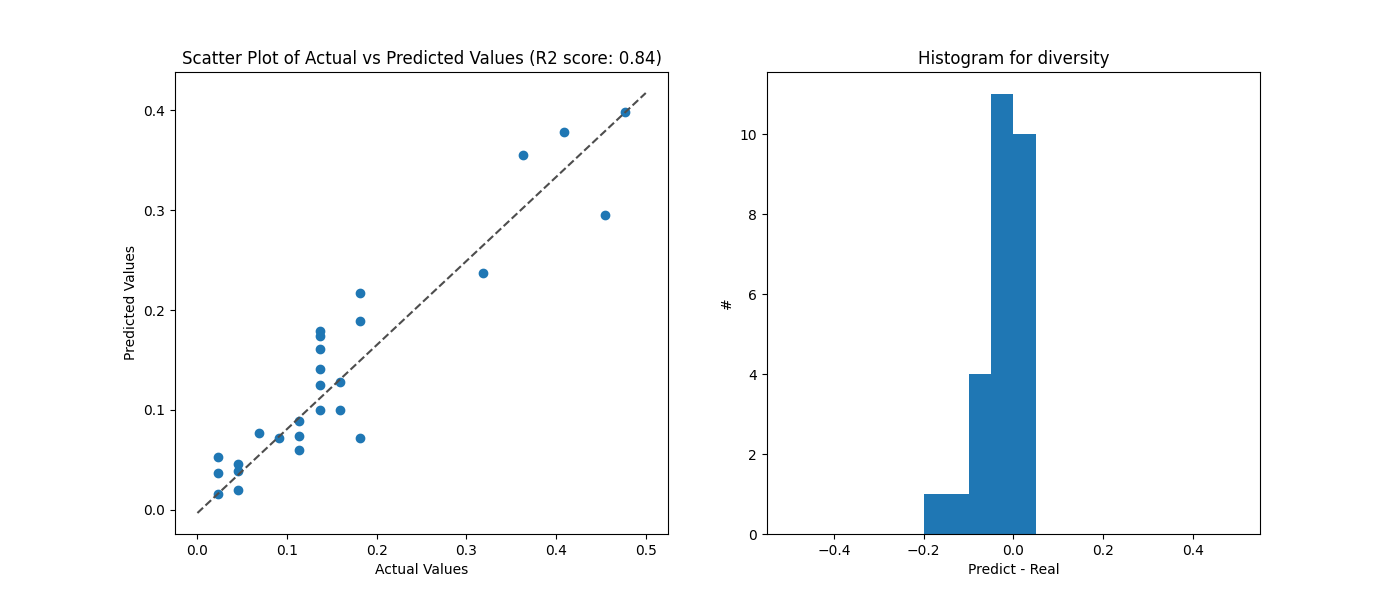 Scatter Plot of Actual vs Predicted Values (R2 score: 0.84)
Predicted Values
0.4
0.3
0.2
0.1
0.0
0.0 0.1 0.2 0.3 0.4 0.5
Actual Values
Histogram for diversity
#
10
8
6
4
2
0
−0.4 −0.2 0.0 0.2 0.4
Predict - Real